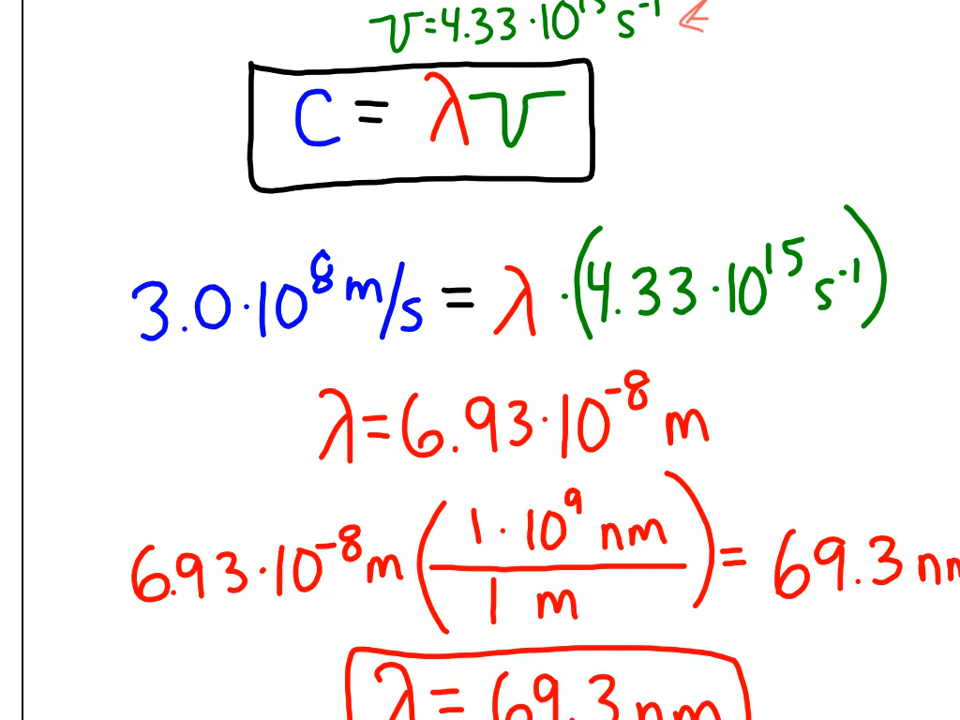 ν=4.33·10¹⁵ s⁻¹
C = λν
3.0·10⁸ m/s = λ·(4.33·10¹⁵ s⁻¹)
λ=6.93·10⁻⁸ m
6.93·10⁻⁸ m (1·10⁹ nm / 1 m) = 69.3 nm
λ = 69.3 nm